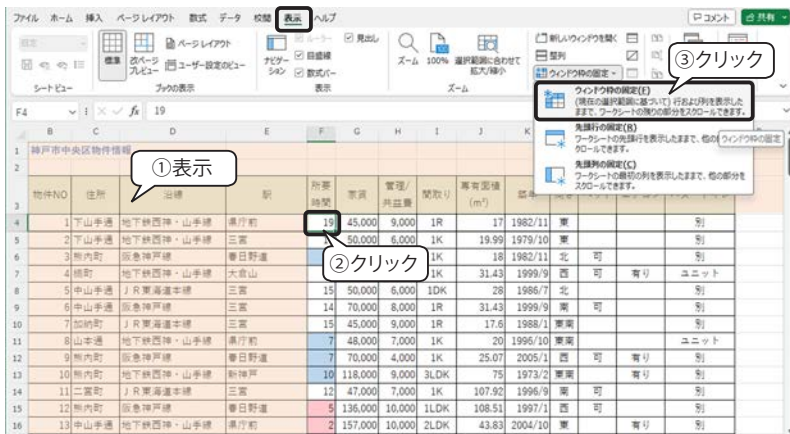 ファイル ホーム 挿入 ページ レイアウト 数式 データ 校閲 表示 ヘルプ コメント 共有
標準 改ページ プレビュー ページ レイアウト ユーザー設定のビュー
ナビゲーション ルーラー 見出し 目盛線 数式バー
ズーム 100% 選択範囲に合わせて 拡大/縮小
新しいウィンドウを開く
整列
ウィンドウ枠の固定
シート ビュー ブックの表示 表示 ズーム
③クリック
ウィンドウ枠の固定(F)
(現在の選択範囲に基づいて) 行および列を表示した
まま、ワークシートの残りの部分をスクロールできます。
先頭行の固定(R)
ワークシートの先頭行を表示したまま、他の
クロールできます。
ウィンドウ枠の固定
先頭列の固定(C)
ワークシートの最初の列を表示したまま、他の部分を
スクロールできます。
F4 fx 19
B C D E F G H I J K
1 神戸市中央区物件情報
①表示
2
3 物件NO 住所 沿線 駅 所要時間 家賃 管理/共益費 間取り 専有面積(m²)
4 1 下山手通 地下鉄西神・山手線 県庁前 19 45,000 9,000 1R 17 1982/11 東 別
5 2 下山手通 地下鉄西神・山手線 三宮 50,000 6,000 1K 19.99 1979/10 東 別
②クリック
6 3 熊内町 阪急神戸線 春日野道 1K 18 1982/11 北 可 別
7 4 橘町 地下鉄西神・山手線 大倉山 1K 31.43 1999/9 西 可 有り ユニット
8 5 中山手通 JR東海道本線 三宮 15 50,000 6,000 1DK 28 1986/7 北 別
9 6 中山手通 阪急神戸線 三宮 14 70,000 8,000 1R 31.43 1999/9 南 可 別
10 7 加納町 JR東海道本線 三宮 15 45,000 9,000 1R 17.6 1988/1 東南 別
11 8 山本通 地下鉄西神・山手線 県庁前 7 48,000 7,000 1K 20 1996/10 東南 ユニット
12 9 熊内町 阪急神戸線 春日野道 7 70,000 4,000 1K 25.07 2005/1 西 可 有り 別
13 10 熊内町 地下鉄西神・山手線 新神戸 10 118,000 9,000 3LDK 75 1973/2 東南 有り 別
14 11 二宮町 JR東海道本線 三宮 12 47,000 7,000 1K 107.92 1996/9 南 可 別
15 12 熊内町 阪急神戸線 春日野道 5 136,000 10,000 1LDK 108.51 1997/1 西 可 別
16 13 中山手通 地下鉄西神・山手線 県庁前 2 157,000 10,000 2LDK 43.83 2004/10 東 有り 別